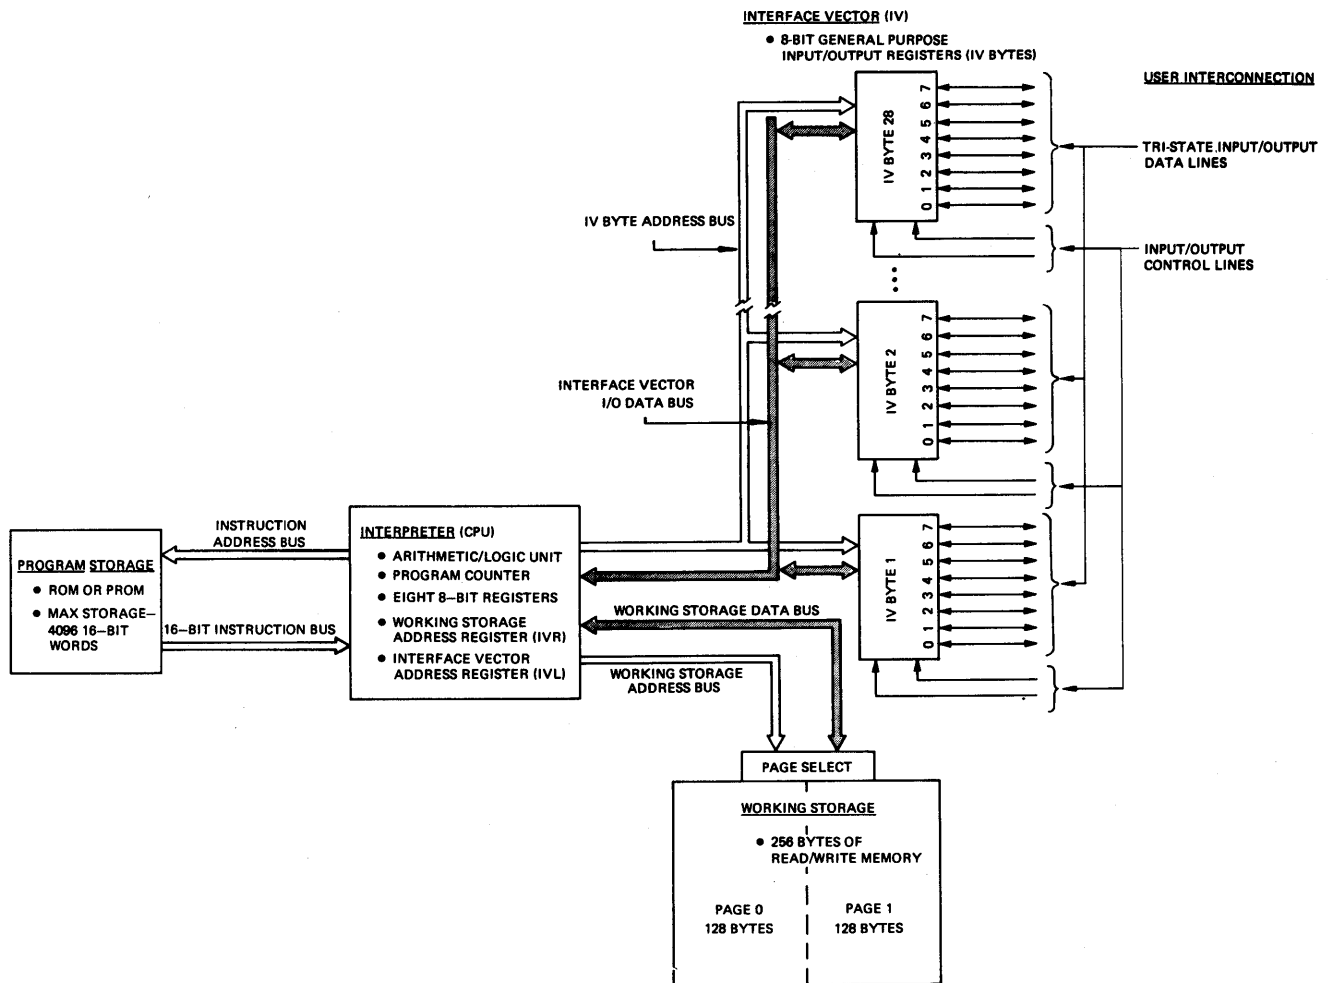 INTERFACE VECTOR (IV)
• 8-BIT GENERAL PURPOSE
INPUT/OUTPUT REGISTERS (IV BYTES)
USER INTERCONNECTION
IV BYTE 28
7
6
5
4
3
2
1
0
TRI-STATE INPUT/OUTPUT
DATA LINES
IV BYTE ADDRESS BUS
INPUT/OUTPUT
CONTROL LINES
IV BYTE 2
7
6
5
4
3
2
1
0
INTERFACE VECTOR
I/O DATA BUS
IV BYTE 1
7
6
5
4
3
2
1
0
INSTRUCTION
ADDRESS BUS
PROGRAM STORAGE
• ROM OR PROM
• MAX STORAGE–
4096 16-BIT
WORDS
16-BIT INSTRUCTION BUS
INTERPRETER (CPU)
• ARITHMETIC/LOGIC UNIT
• PROGRAM COUNTER
• EIGHT 8–BIT REGISTERS
• WORKING STORAGE
ADDRESS REGISTER (IVR)
• INTERFACE VECTOR
ADDRESS REGISTER (IVL)
WORKING STORAGE DATA BUS
WORKING STORAGE
ADDRESS BUS
PAGE SELECT
WORKING STORAGE
• 256 BYTES OF
READ/WRITE MEMORY
PAGE 0
128 BYTES
PAGE 1
128 BYTES